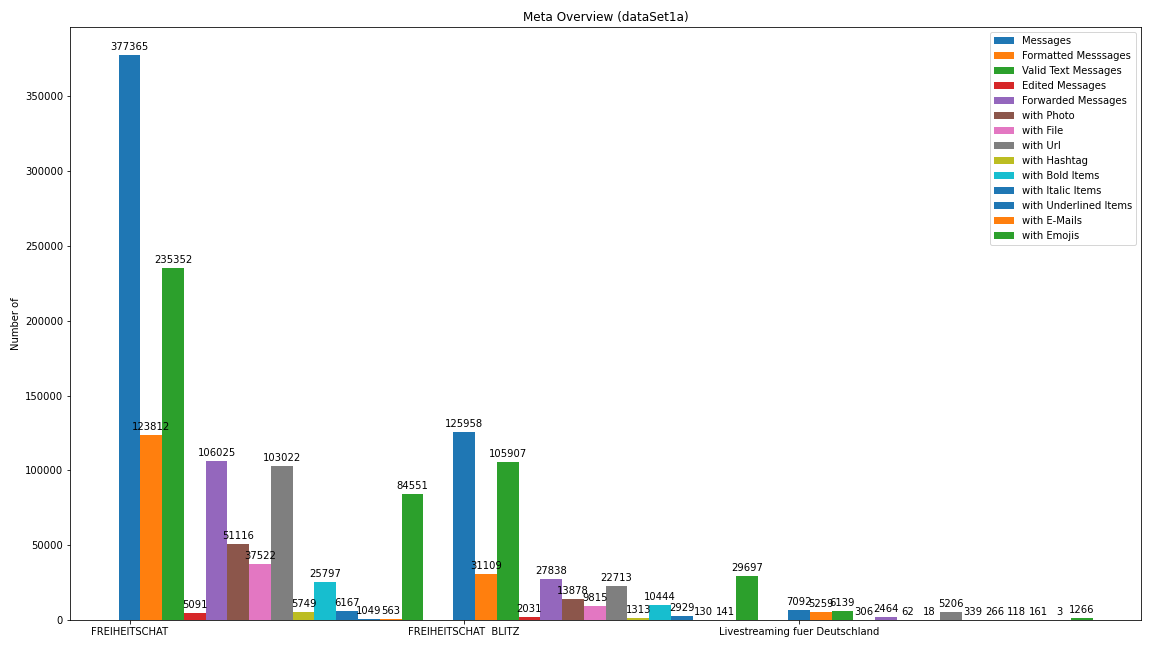 Meta Overview (dataSet1a)
Number of
350000
300000
250000
200000
150000
100000
50000
0
377365
123812
235352
5091
106025
51116
37522
103022
5749
25797
6167
1049
563
84551
125958
31109
105907
2031
27838
13878
9815
22713
1313
10444
2929
130
141
29697
7092
5259
6139
306
2464
62
18
5206
339
266
118
161
3
1266
FREIHEITSCHAT
FREIHEITSCHAT BLITZ
Livestreaming fuer Deutschland
Messages
Formatted Messsages
Valid Text Messages
Edited Messages
Forwarded Messages
with Photo
with File
with Url
with Hashtag
with Bold Items
with Italic Items
with Underlined Items
with E-Mails
with Emojis